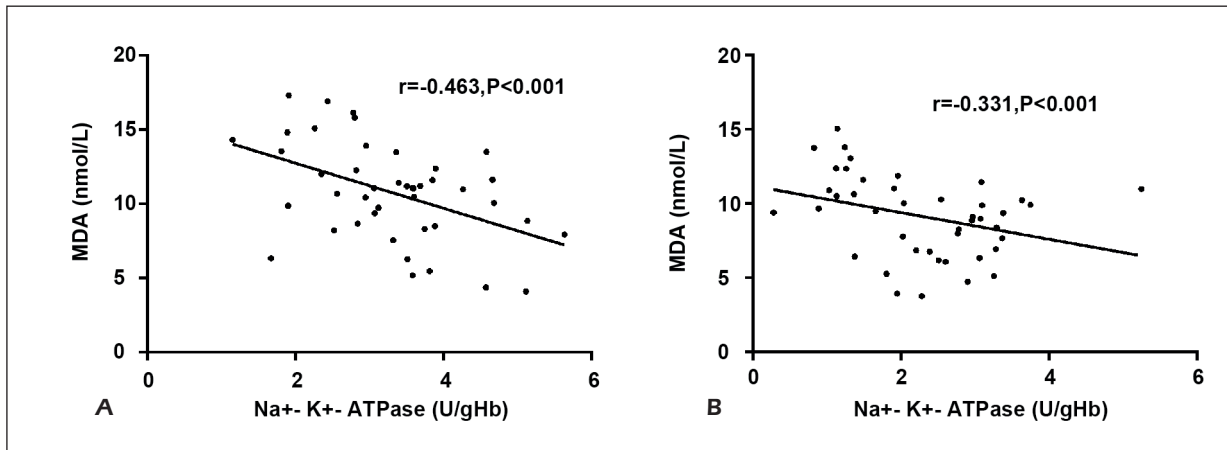 20
15
10
5
0
MDA (nmol/L)
r=-0.463,P<0.001
0 2 4 6
Na+- K+- ATPase (U/gHb)
A
20
15
10
5
0
MDA (nmol/L)
r=-0.331,P<0.001
0 2 4 6
Na+- K+- ATPase (U/gHb)
B